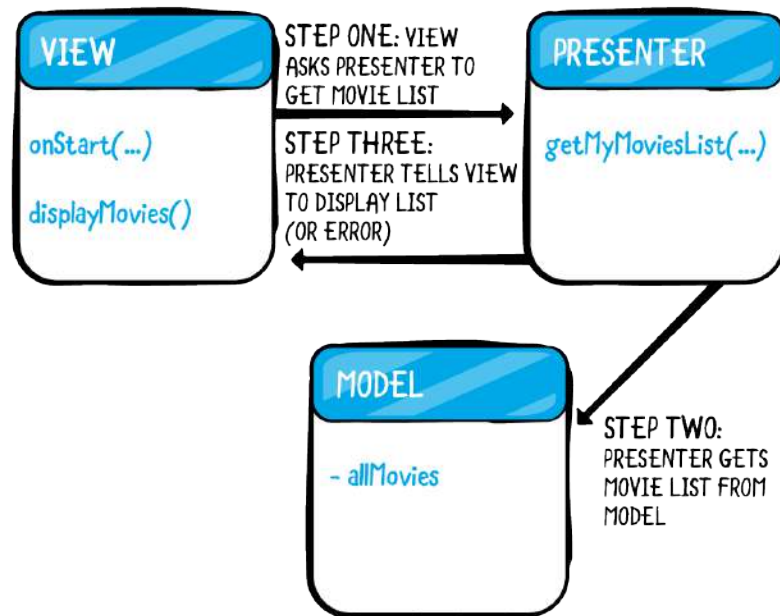 VIEW
onStart(...)
displayMovies()
STEP ONE: VIEW
ASKS PRESENTER TO
GET MOVIE LIST
STEP THREE:
PRESENTER TELLS VIEW
TO DISPLAY LIST
(OR ERROR)
PRESENTER
getMyMoviesList(...)
MODEL
- allMovies
STEP TWO:
PRESENTER GETS
MOVIE LIST FROM
MODEL